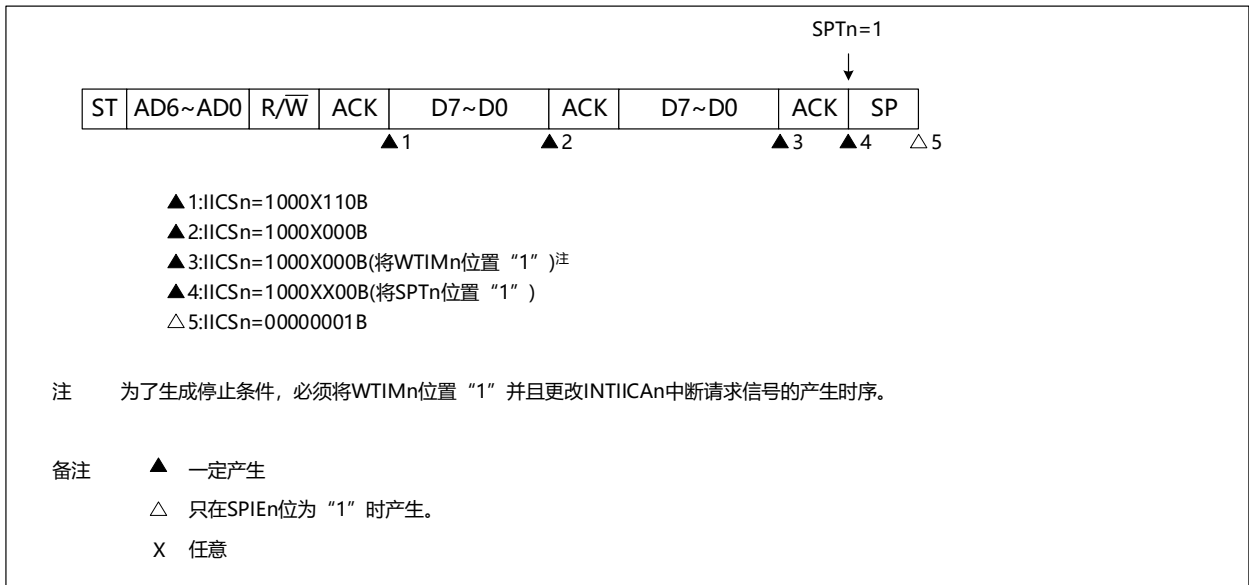 SPTn=1
ST AD6~AD0 R/W̅ ACK D7~D0 ACK D7~D0 ACK SP
▲1 ▲2 ▲3 ▲4 △5
▲1:IICSn=1000X110B
▲2:IICSn=1000X000B
▲3:IICSn=1000X000B(将WTIMn位置“1”)注
▲4:IICSn=1000XX00B(将SPTn位置“1”)
△5:IICSn=00000001B
注 为了生成停止条件，必须将WTIMn位置“1”并且更改INTIICAn中断请求信号的产生时序。
备注 ▲ 一定产生
△ 只在SPIEn位为“1”时产生。
X 任意